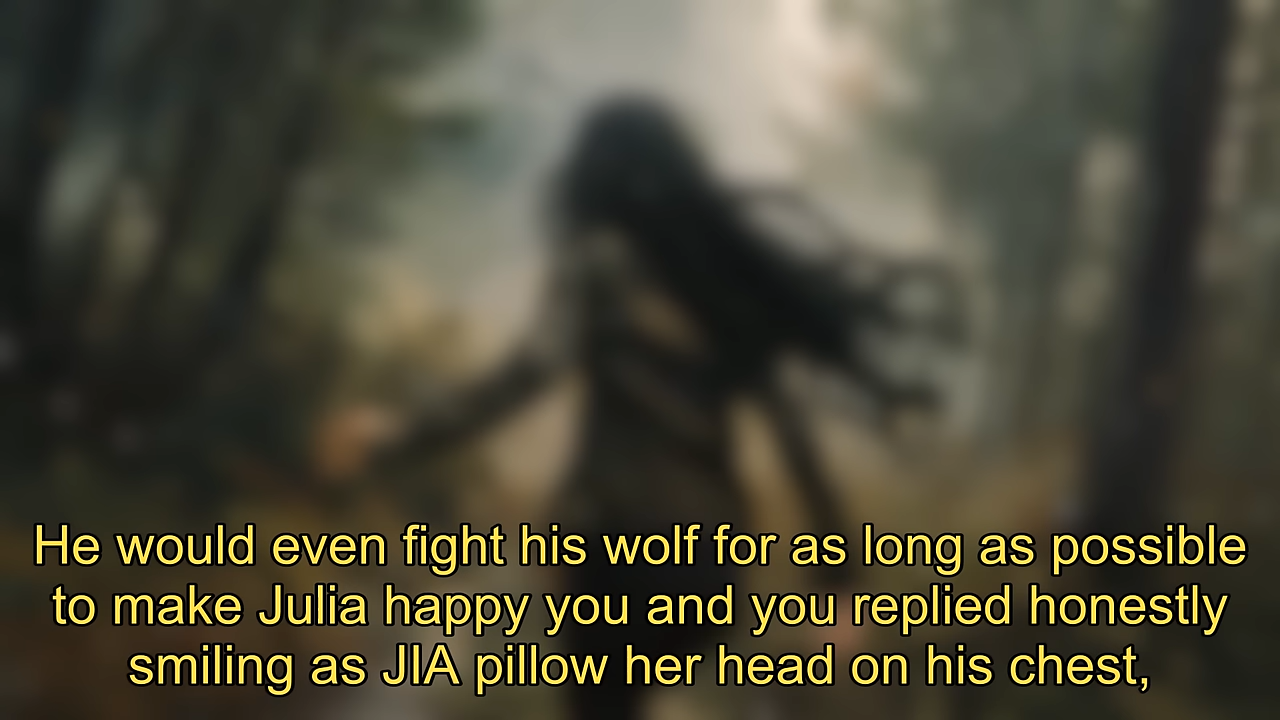 He would even fight his wolf for as long as possible
to make Julia happy you and you replied honestly
smiling as JIA pillow her head on his chest,